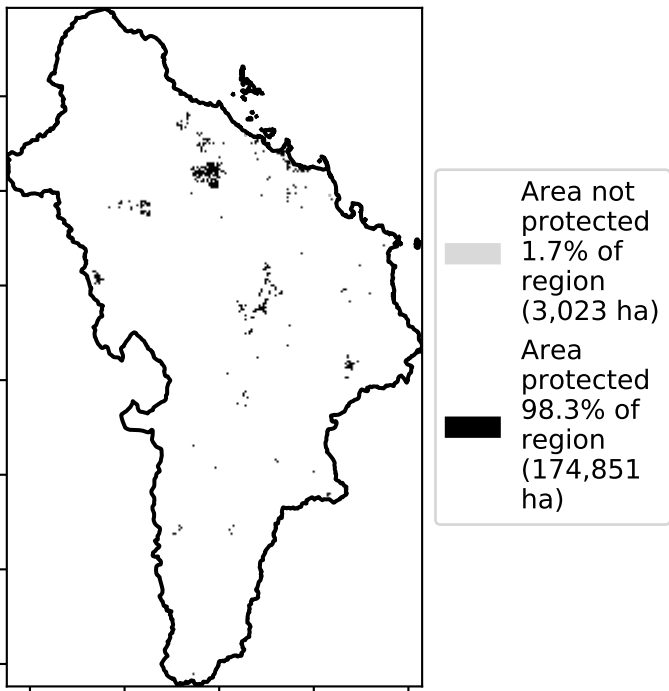 Area not
protected
1.7% of
region
(3,023 ha)
Area
protected
98.3% of
region
(174,851
ha)